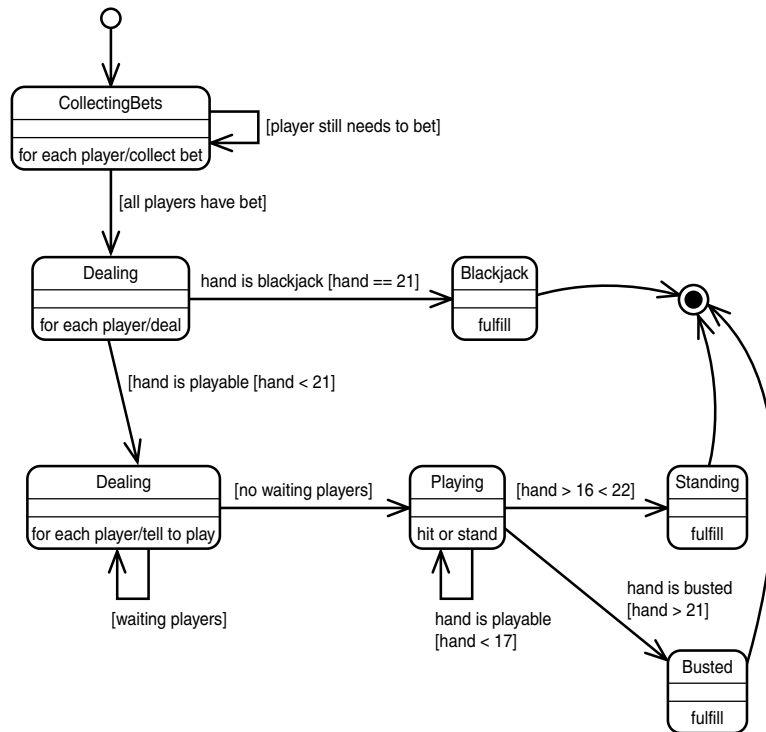 CollectingBets
[player still needs to bet]
for each player/collect bet
[all players have bet]
Dealing
hand is blackjack [hand == 21]
Blackjack
for each player/deal
fulfill
[hand is playable [hand < 21]
Dealing
[no waiting players]
Playing
[hand > 16 < 22]
Standing
for each player/tell to play
hit or stand
fulfill
[waiting players]
hand is playable
[hand < 17]
hand is busted
[hand > 21]
Busted
fulfill